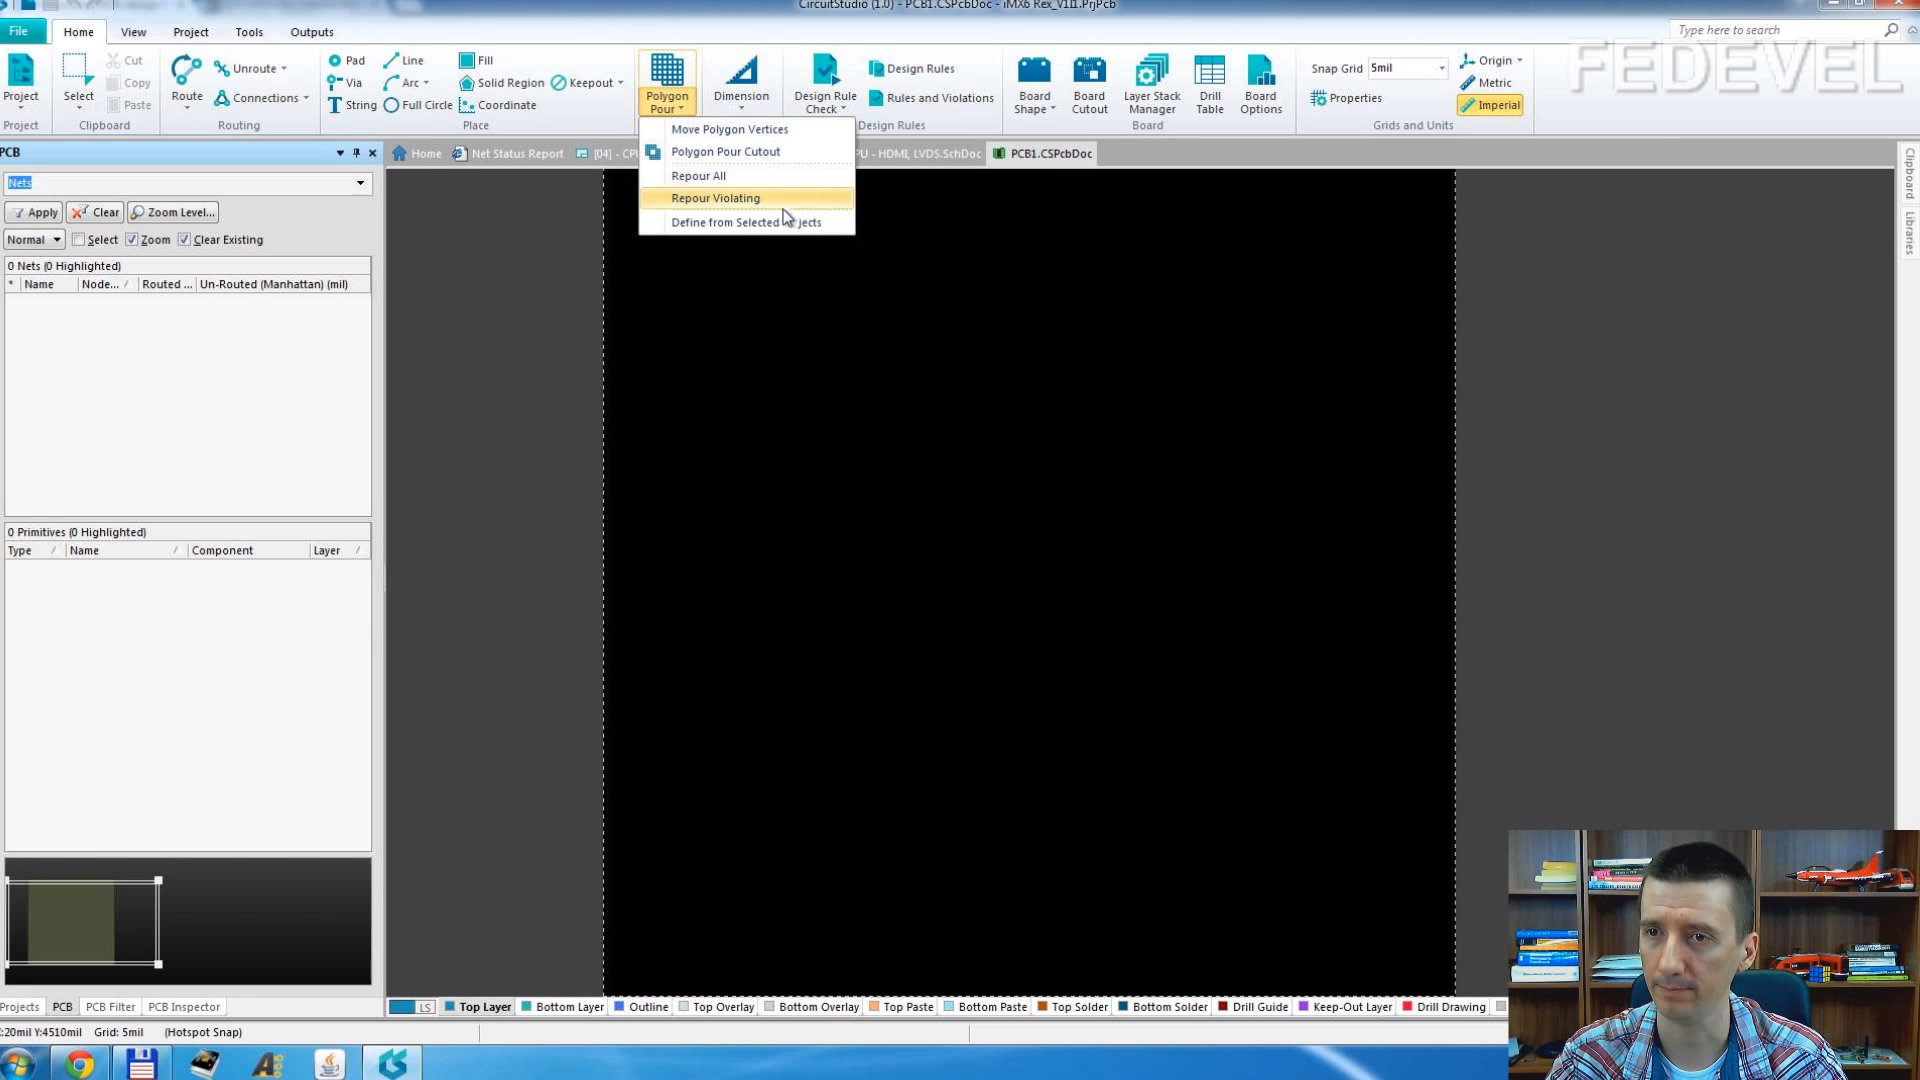 CircuitStudio (1.0) - PCB1.CSPcbDoc - iMX6 Rex_V1I1.PrjPcb
File Home View Project Tools Outputs
Type here to search
FEDEVEL
Project
Project
Select
Cut
Copy
Paste
Clipboard
Route
Unroute
Connections
Routing
Pad
Via
String
Line
Arc
Full Circle
Fill
Solid Region
Coordinate
Keepout
Place
Polygon
Pour
Dimension
Design Rule
Check
Design Rules
Rules and Violations
Design Rules
Board
Shape
Board
Cutout
Layer Stack
Manager
Drill
Table
Board
Options
Board
Snap Grid 5mil
Properties
Origin
Metric
Imperial
Grids and Units
Move Polygon Vertices
Polygon Pour Cutout
Repour All
Repour Violating
Define from Selected jects
PCB
Home
Net Status Report
[04] - CP
PU - HDMI, LVDS.SchDoc
PCB1.CSPcbDoc
Clipboard
Libraries
Nets
Apply Clear Zoom Level...
Normal Select Zoom Clear Existing
0 Nets (0 Highlighted)
* Name Node... Routed ... Un-Routed (Manhattan) (mil)
0 Primitives (0 Highlighted)
Type Name Component Layer
Projects PCB PCB Filter PCB Inspector
LS Top Layer Bottom Layer Outline Top Overlay Bottom Overlay Top Paste Bottom Paste Top Solder Bottom Solder Drill Guide Keep-Out Layer Drill Drawing
:20mil Y:4510mil Grid: 5mil (Hotspot Snap)